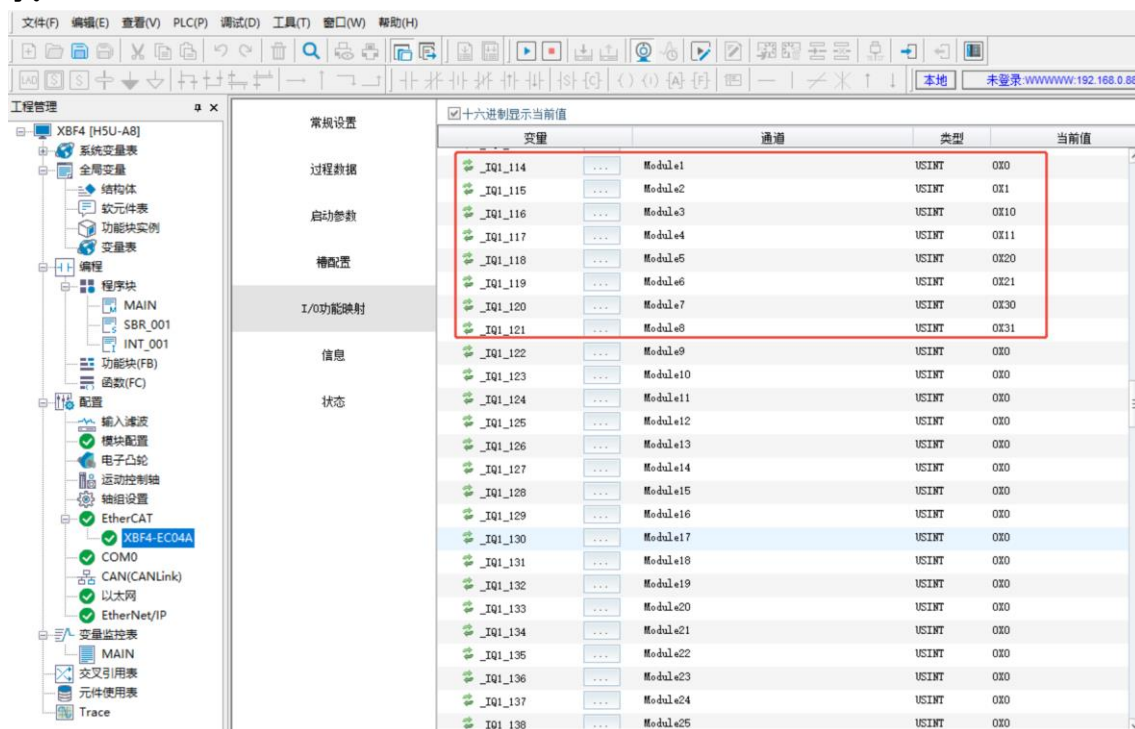 文件(F) 编辑(E) 查看(V) PLC(P) 调试(D) 工具(T) 窗口(W) 帮助(H)
本地 未登录:WWWWW:192.168.0.88
工程管理
XBF4 [H5U-A8]
系统变量表
全局变量
结构体
软元件表
功能块实例
变量表
编程
程序块
MAIN
SBR_001
INT_001
功能块(FB)
函数(FC)
配置
输入滤波
模块配置
电子凸轮
运动控制轴
轴组设置
EtherCAT
XBF4-EC04A
COM0
CAN(CANLink)
以太网
EtherNet/IP
变量监控表
MAIN
交叉引用表
元件使用表
Trace
常规设置
过程数据
启动参数
槽配置
I/O功能映射
信息
状态
十六进制显示当前值
变量 通道 类型 当前值
_IQ1_114 ... Module1 USINT 0X0
_IQ1_115 ... Module2 USINT 0X1
_IQ1_116 ... Module3 USINT 0X10
_IQ1_117 ... Module4 USINT 0X11
_IQ1_118 ... Module5 USINT 0X20
_IQ1_119 ... Module6 USINT 0X21
_IQ1_120 ... Module7 USINT 0X30
_IQ1_121 ... Module8 USINT 0X31
_IQ1_122 ... Module9 USINT 0X0
_IQ1_123 ... Module10 USINT 0X0
_IQ1_124 ... Module11 USINT 0X0
_IQ1_125 ... Module12 USINT 0X0
_IQ1_126 ... Module13 USINT 0X0
_IQ1_127 ... Module14 USINT 0X0
_IQ1_128 ... Module15 USINT 0X0
_IQ1_129 ... Module16 USINT 0X0
_IQ1_130 ... Module17 USINT 0X0
_IQ1_131 ... Module18 USINT 0X0
_IQ1_132 ... Module19 USINT 0X0
_IQ1_133 ... Module20 USINT 0X0
_IQ1_134 ... Module21 USINT 0X0
_IQ1_135 ... Module22 USINT 0X0
_IQ1_136 ... Module23 USINT 0X0
_IQ1_137 ... Module24 USINT 0X0
_IQ1_138 ... Module25 USINT 0X0